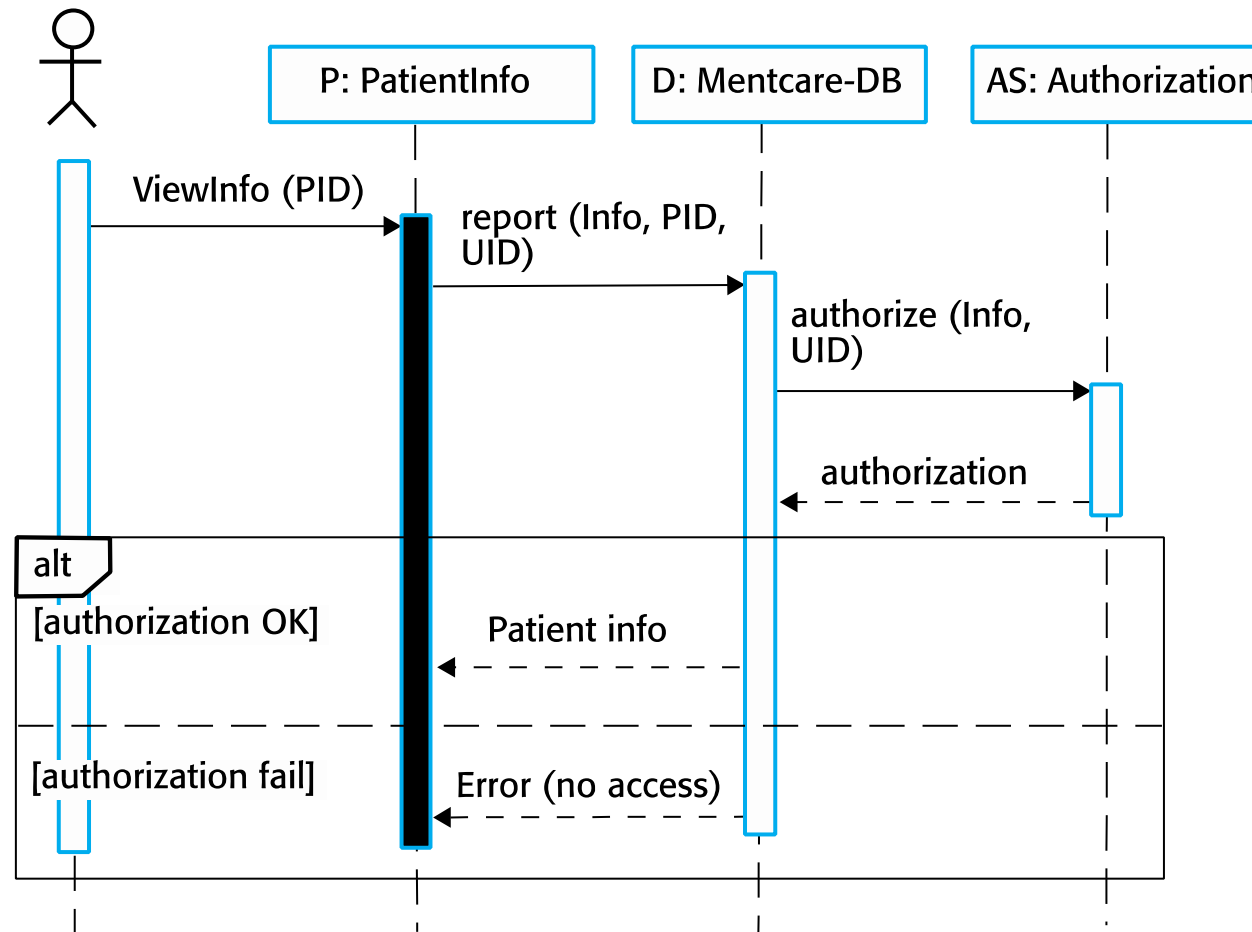 P: PatientInfo
D: Mentcare-DB
AS: Authorization
ViewInfo (PID)
report (Info, PID,
UID)
authorize (Info,
UID)
authorization
alt
[authorization OK]
Patient info
[authorization fail]
Error (no access)